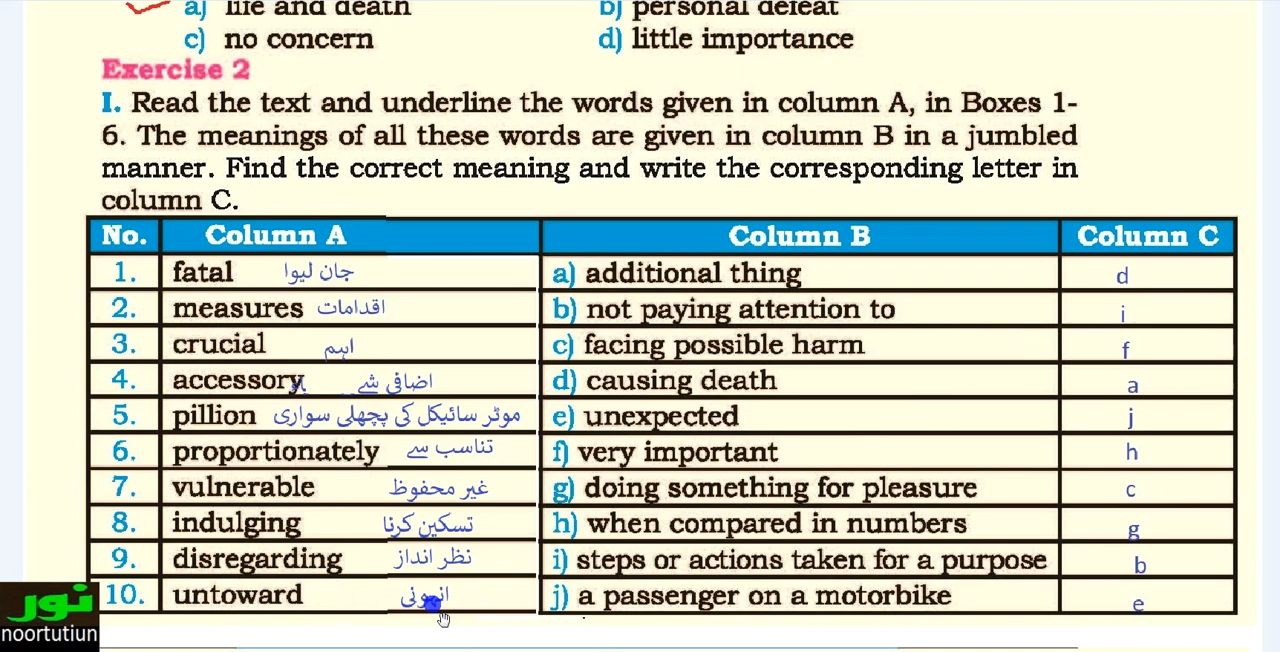 a) life and death b) personal defeat
c) no concern d) little importance
Exercise 2
I. Read the text and underline the words given in column A, in Boxes 1-
6. The meanings of all these words are given in column B in a jumbled
manner. Find the correct meaning and write the corresponding letter in
column C.
No. Column A Column B Column C
1. fatal جان لیوا a) additional thing d
2. measures اقدامات b) not paying attention to i
3. crucial اہم c) facing possible harm f
4. accessory اضافی شے d) causing death a
5. pillion موٹر سائیکل کی پچھلی سواری e) unexpected j
6. proportionately تناسب سے f) very important h
7. vulnerable غیر محفوظ g) doing something for pleasure c
8. indulging تسکین کرنا h) when compared in numbers g
9. disregarding نظر انداز i) steps or actions taken for a purpose b
10. untoward j) a passenger on a motorbike e
نور
noortutiun